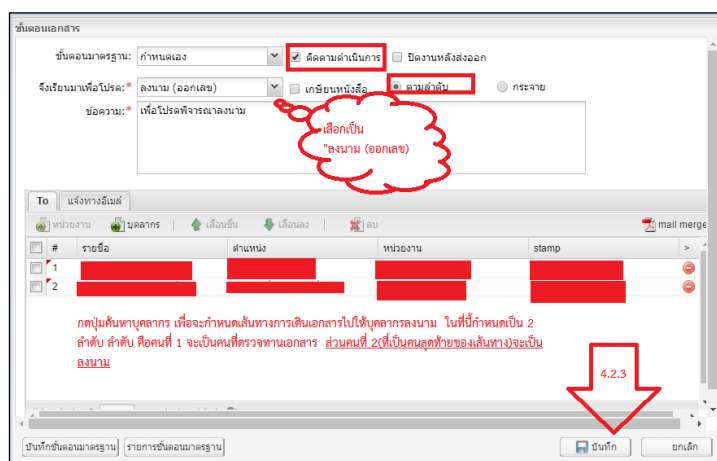 ขั้นตอนเอกสาร
ขั้นตอนมาตรฐาน: กำหนดเอง ติดตามดำเนินการ ปิดงานหลังส่งออก
จึงเรียนมาเพื่อโปรด:* ลงนาม (ออกเลข) เกษียนหนังสือ ตามลำดับ กระจาย
ข้อความ:* เพื่อโปรดพิจารณาลงนาม
เลือกเป็น
"ลงนาม (ออกเลข)
To แจ้งทางอีเมล์
หน่วยงาน บุคลากร เลื่อนขึ้น เลื่อนลง ลบ mail merge
# รายชื่อ ตำแหน่ง หน่วยงาน stamp >
1
2
กดปุ่มค้นหาบุคลากร เพื่อจะกำหนดเส้นทางการเดินเอกสารไปให้บุคลากรลงนาม ในที่นี้กำหนดเป็น 2
ลำดับ ลำดับ คือคนที่ 1 จะเป็นคนที่ตรวจทานเอกสาร ส่วนคนที่ 2(ที่เป็นคนสุดท้ายของเส้นทาง)จะเป็น
ลงนาม
4.2.3
บันทึกขั้นตอนมาตรฐาน รายการขั้นตอนมาตรฐาน บันทึก ยกเลิก